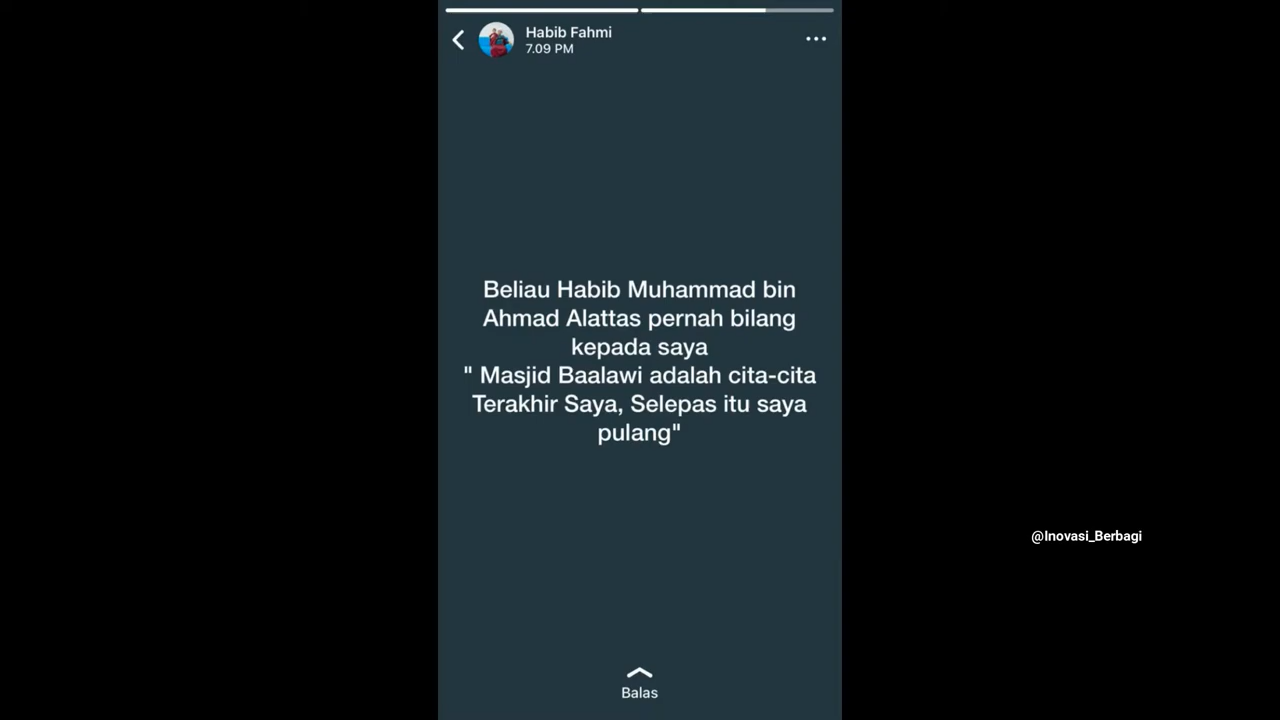 Habib Fahmi
7.09 PM
Beliau Habib Muhammad bin
Ahmad Alattas pernah bilang
kepada saya
" Masjid Baalawi adalah cita-cita
Terakhir Saya, Selepas itu saya
pulang"
@Inovasi_Berbagi
Balas